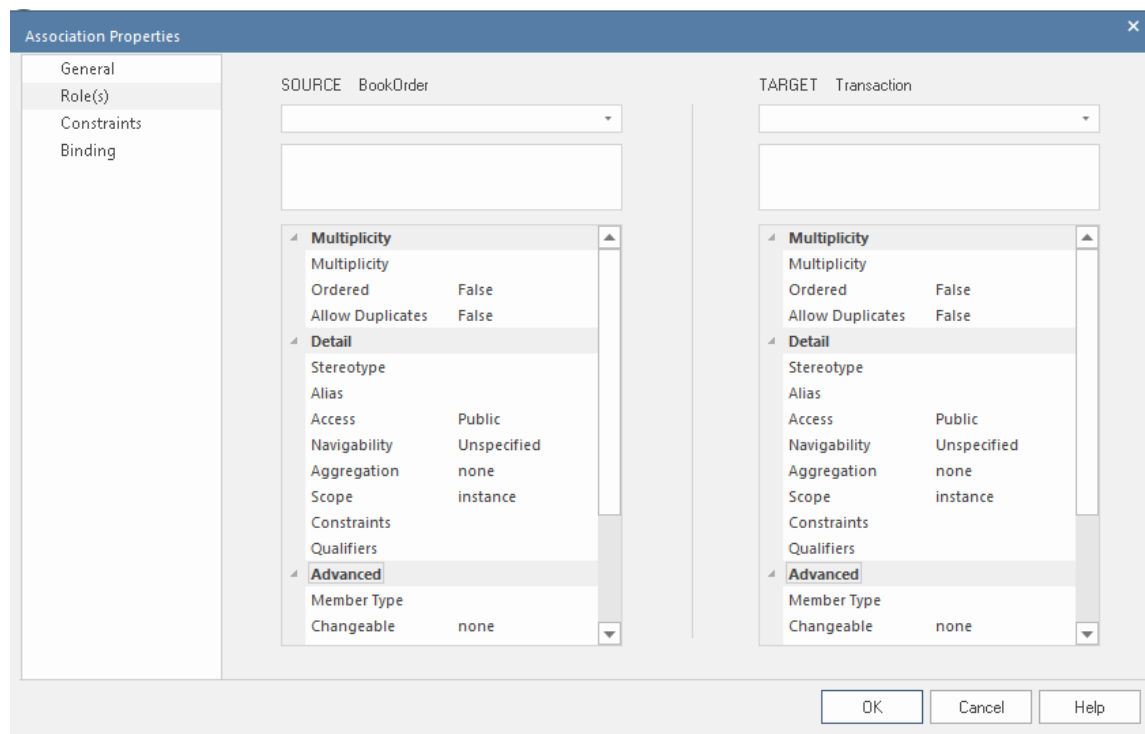 Association Properties
General
Role(s)
Constraints
Binding
SOURCE BookOrder
Multiplicity
Multiplicity
Ordered False
Allow Duplicates False
Detail
Stereotype
Alias
Access Public
Navigability Unspecified
Aggregation none
Scope instance
Constraints
Qualifiers
Advanced
Member Type
Changeable none
TARGET Transaction
Multiplicity
Multiplicity
Ordered False
Allow Duplicates False
Detail
Stereotype
Alias
Access Public
Navigability Unspecified
Aggregation none
Scope instance
Constraints
Qualifiers
Advanced
Member Type
Changeable none
OK Cancel Help